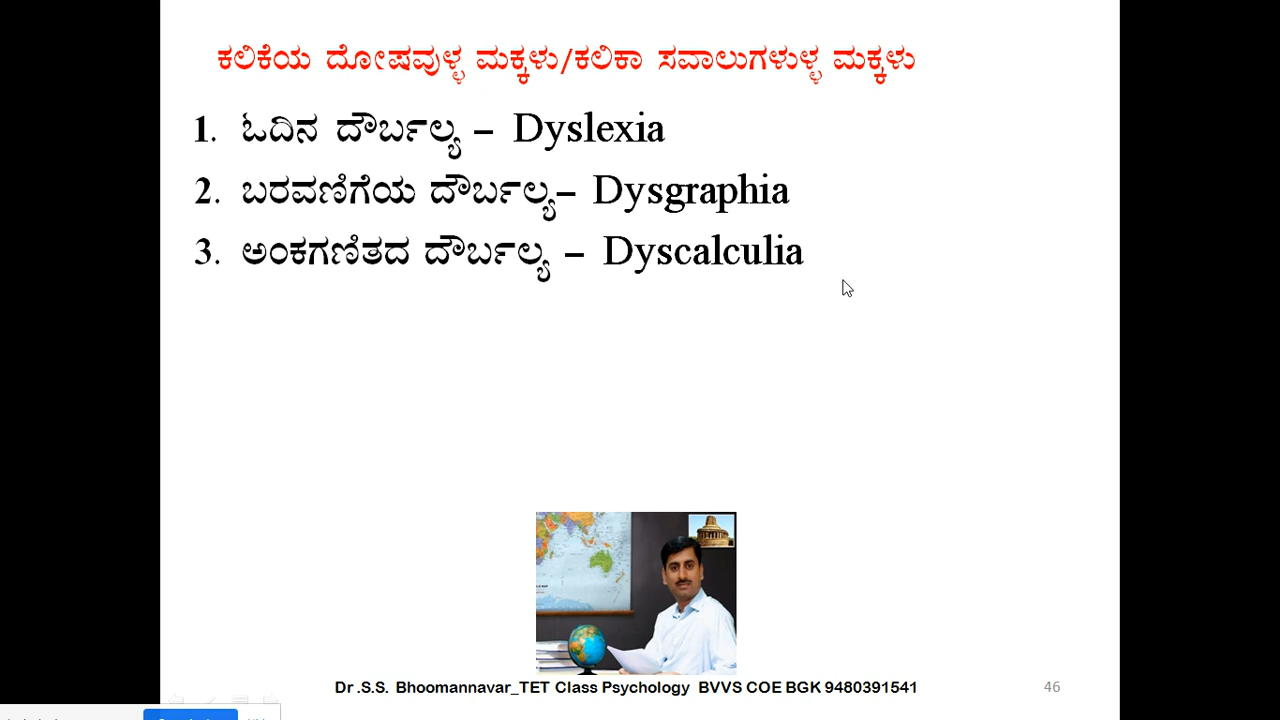 ಕಲಿಕೆಯ ದೋಷವುಳ್ಳ ಮಕ್ಕಳು/ಕಲಿಕಾ ಸವಾಲುಗಳುಳ್ಳ ಮಕ್ಕಳು
1. ಓದಿನ ದೌರ್ಬಲ್ಯ – Dyslexia
2. ಬರವಣಿಗೆಯ ದೌರ್ಬಲ್ಯ– Dysgraphia
3. ಅಂಕಗಣಿತದ ದೌರ್ಬಲ್ಯ – Dyscalculia
Dr .S.S. Bhoomannavar_TET Class Psychology BVVS COE BGK 9480391541
46